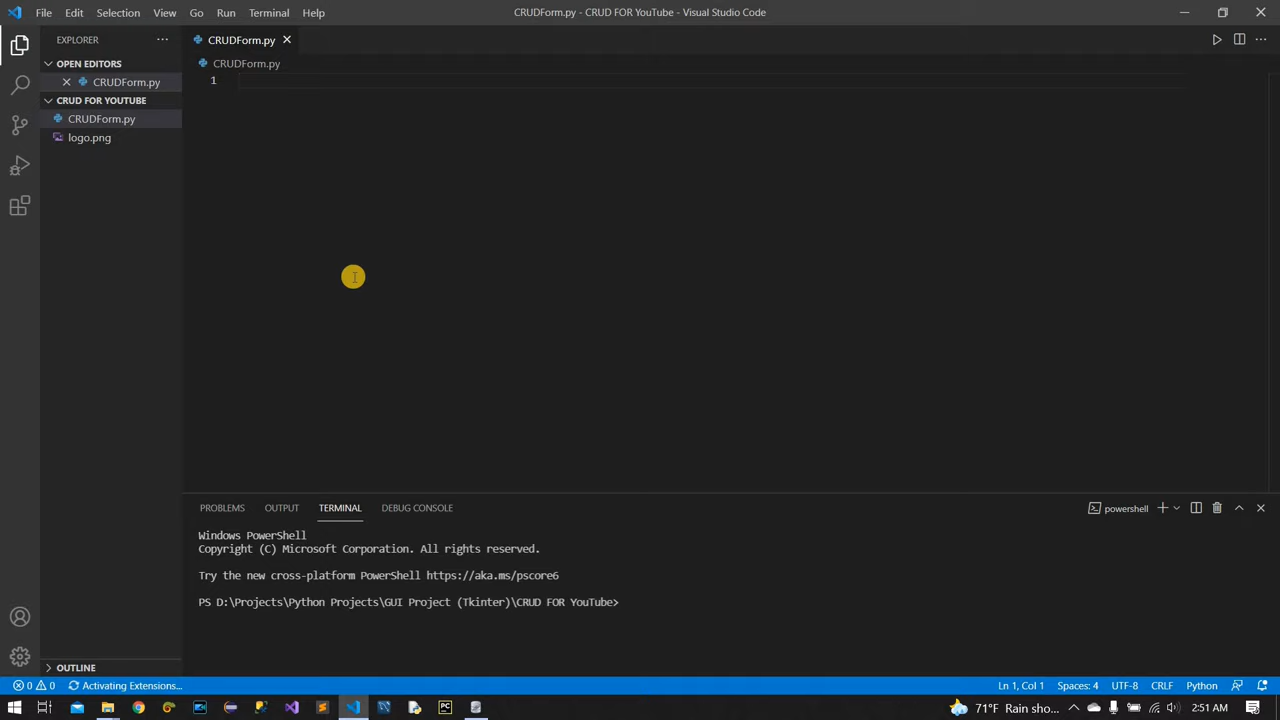 File Edit Selection View Go Run Terminal Help
CRUDForm.py - CRUD FOR YouTube - Visual Studio Code
EXPLORER
OPEN EDITORS
CRUDForm.py
CRUD FOR YOUTUBE
CRUDForm.py
logo.png
OUTLINE
CRUDForm.py
CRUDForm.py
1
PROBLEMS OUTPUT TERMINAL DEBUG CONSOLE
powershell
Windows PowerShell
Copyright (C) Microsoft Corporation. All rights reserved.
Try the new cross-platform PowerShell https://aka.ms/pscore6
PS D:\Projects\Python Projects\GUI Project (Tkinter)\CRUD FOR YouTube>
0 0 Activating Extensions... Ln 1, Col 1 Spaces: 4 UTF-8 CRLF Python
PC 71°F Rain sho... 2:51 AM